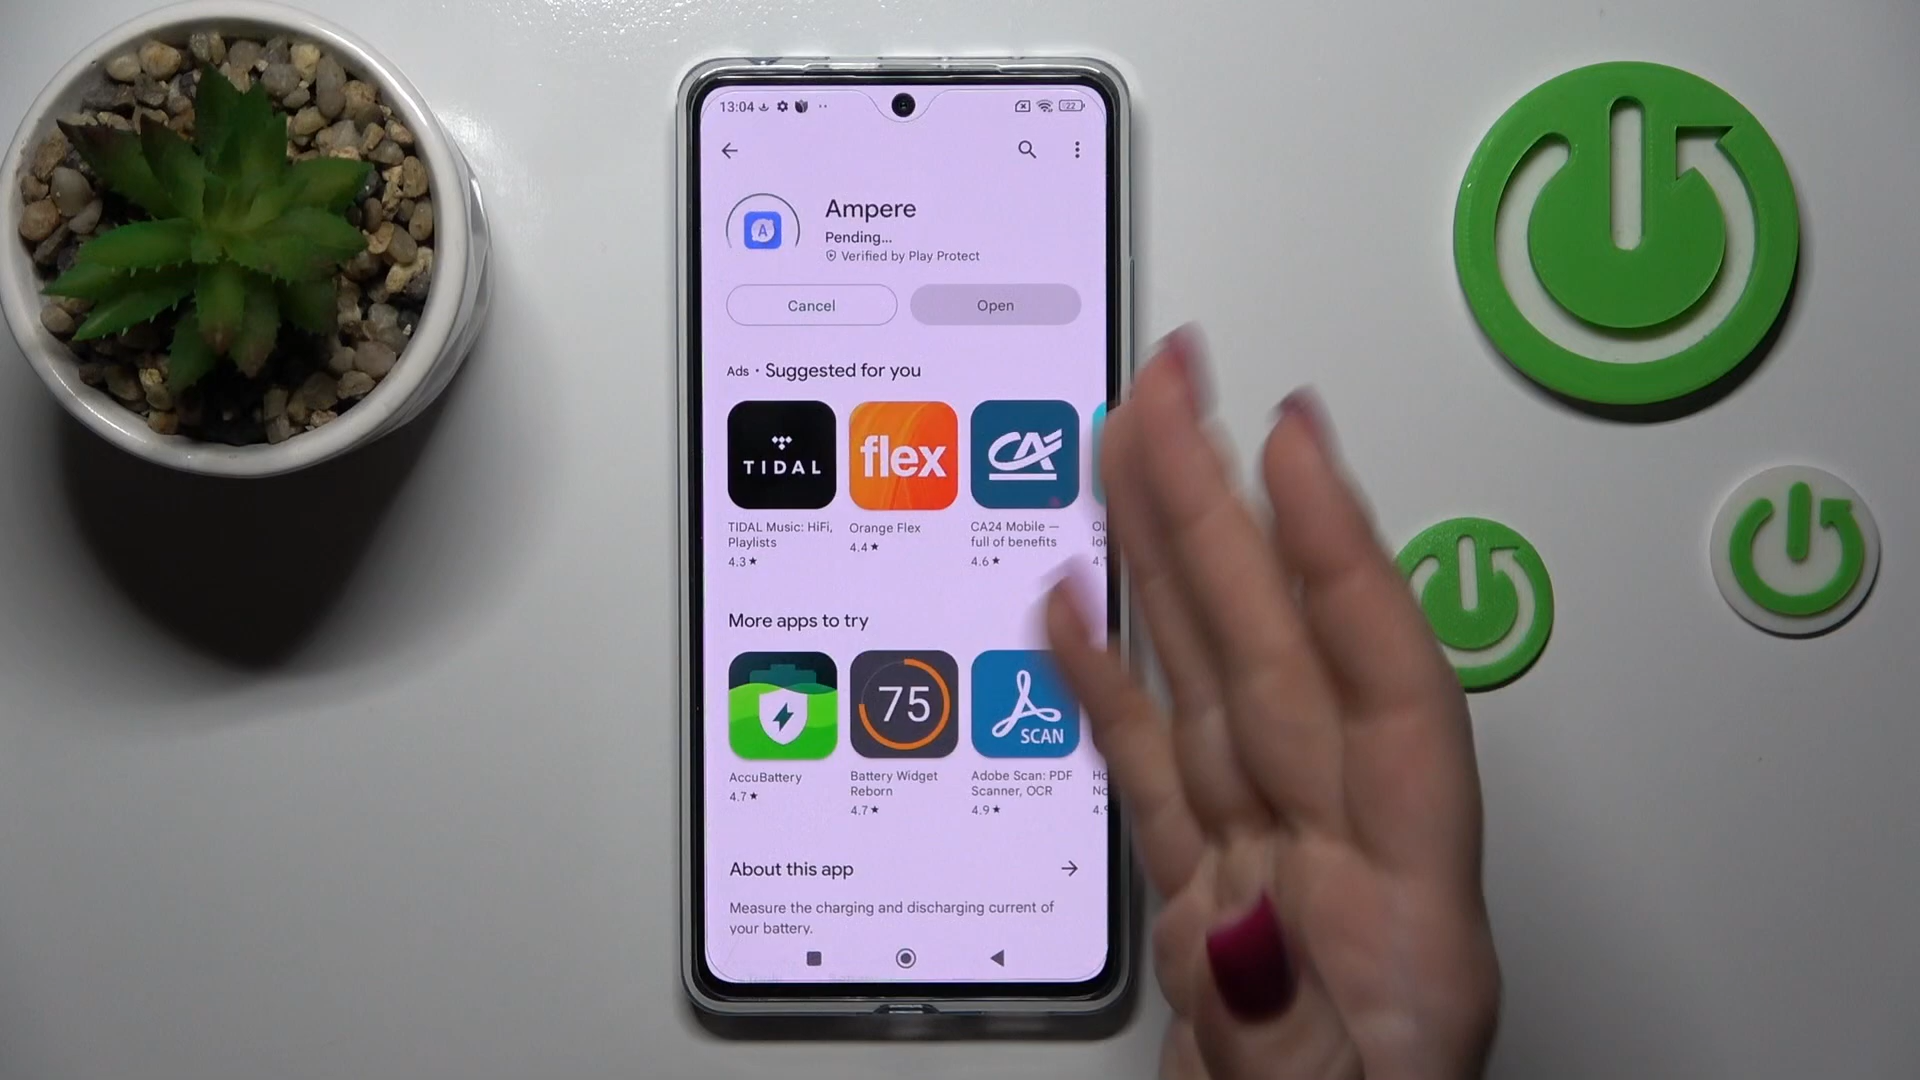 13:04
22
Ampere
Pending...
Verified by Play Protect
Cancel
Open
Ads • Suggested for you
TIDAL
flex
CA
TIDAL Music: HiFi, Playlists
4.3★
Orange Flex
4.4★
CA24 Mobile — full of benefits
4.6★
More apps to try
75
SCAN
AccuBattery
4.7★
Battery Widget Reborn
4.7★
Adobe Scan: PDF Scanner, OCR
4.9★
About this app
Measure the charging and discharging current of
your battery.